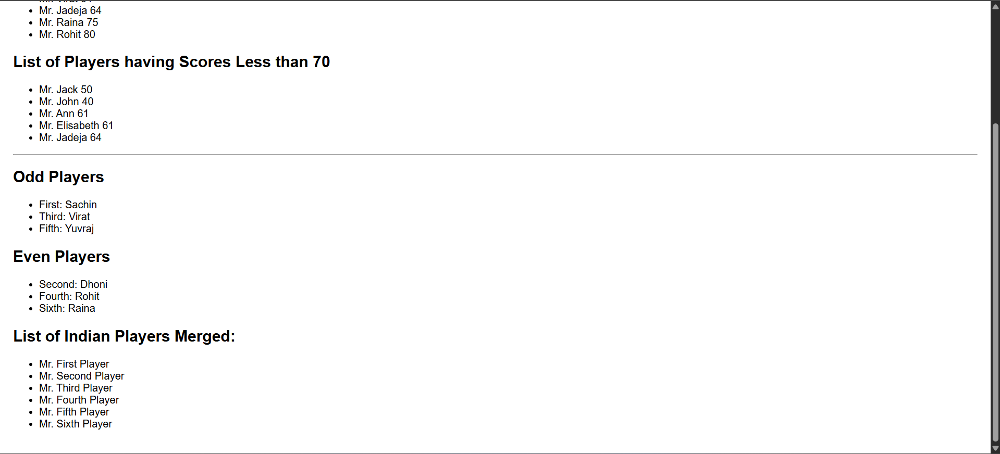 Mr. Jadeja 64
Mr. Raina 75
Mr. Rohit 80
List of Players having Scores Less than 70
Mr. Jack 50
Mr. John 40
Mr. Ann 61
Mr. Elisabeth 61
Mr. Jadeja 64
Odd Players
First: Sachin
Third: Virat
Fifth: Yuvraj
Even Players
Second: Dhoni
Fourth: Rohit
Sixth: Raina
List of Indian Players Merged:
Mr. First Player
Mr. Second Player
Mr. Third Player
Mr. Fourth Player
Mr. Fifth Player
Mr. Sixth Player